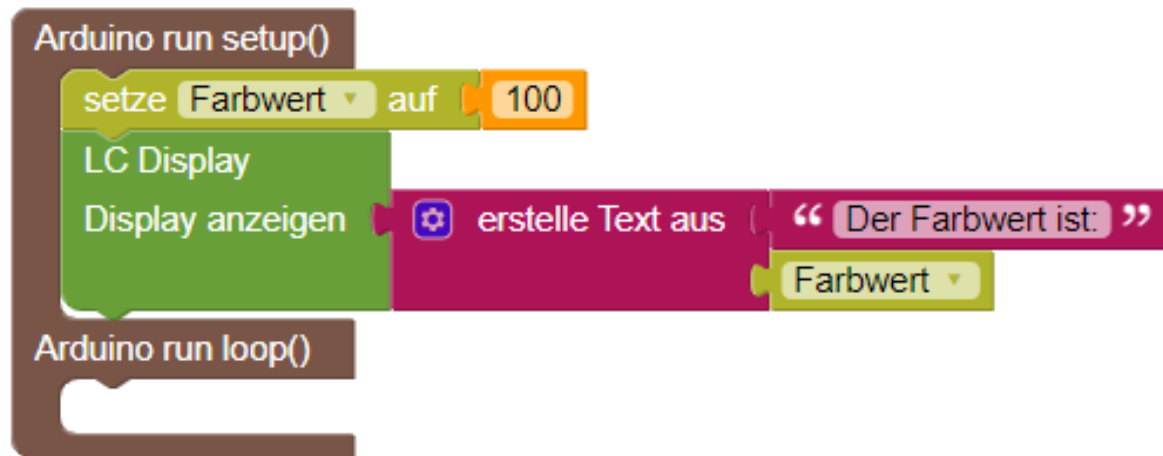 Arduino run setup()
setze Farbwert auf 100
LC Display
Display anzeigen erstelle Text aus “ Der Farbwert ist: ”
Farbwert
Arduino run loop()